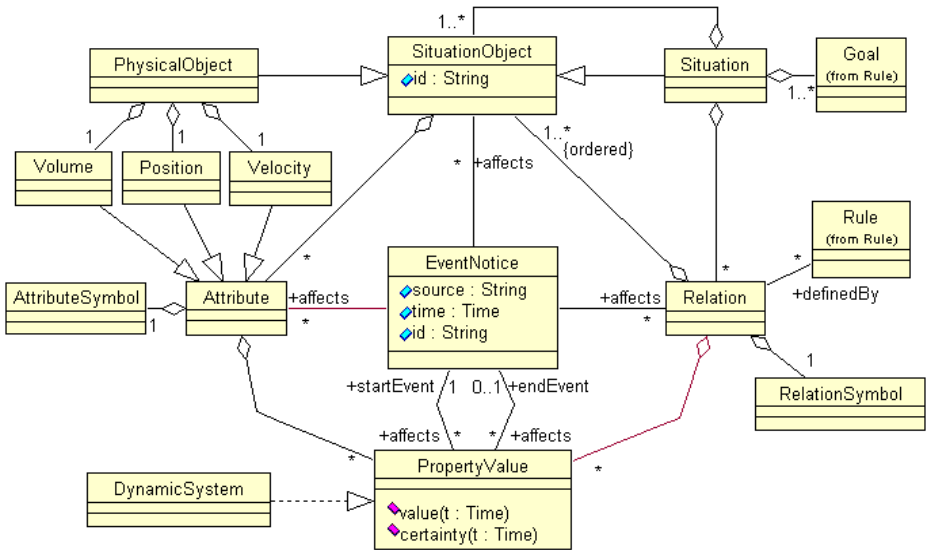 1..*
*
SituationObject
id : String
PhysicalObject
Situation
Goal
(from Rule)
1..*
1
1
1
1..*
{ordered}
*
+affects
Volume
Position
Velocity
Rule
(from Rule)
*
EventNotice
source : String
time : Time
id : String
*
*
+definedBy
AttributeSymbol
Attribute
+affects
+affects
Relation
1
*
*
1
+startEvent
1
0..1
+endEvent
RelationSymbol
+affects
*
*
+affects
*
*
PropertyValue
value(t : Time)
certainty(t : Time)
DynamicSystem